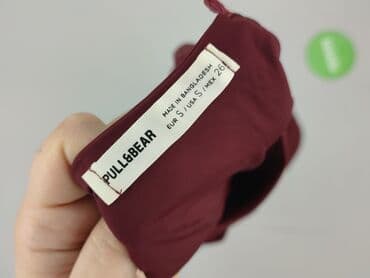 PULL&BEAR
MADE IN BANGLADESH
EUR S / USA S / MEX 26